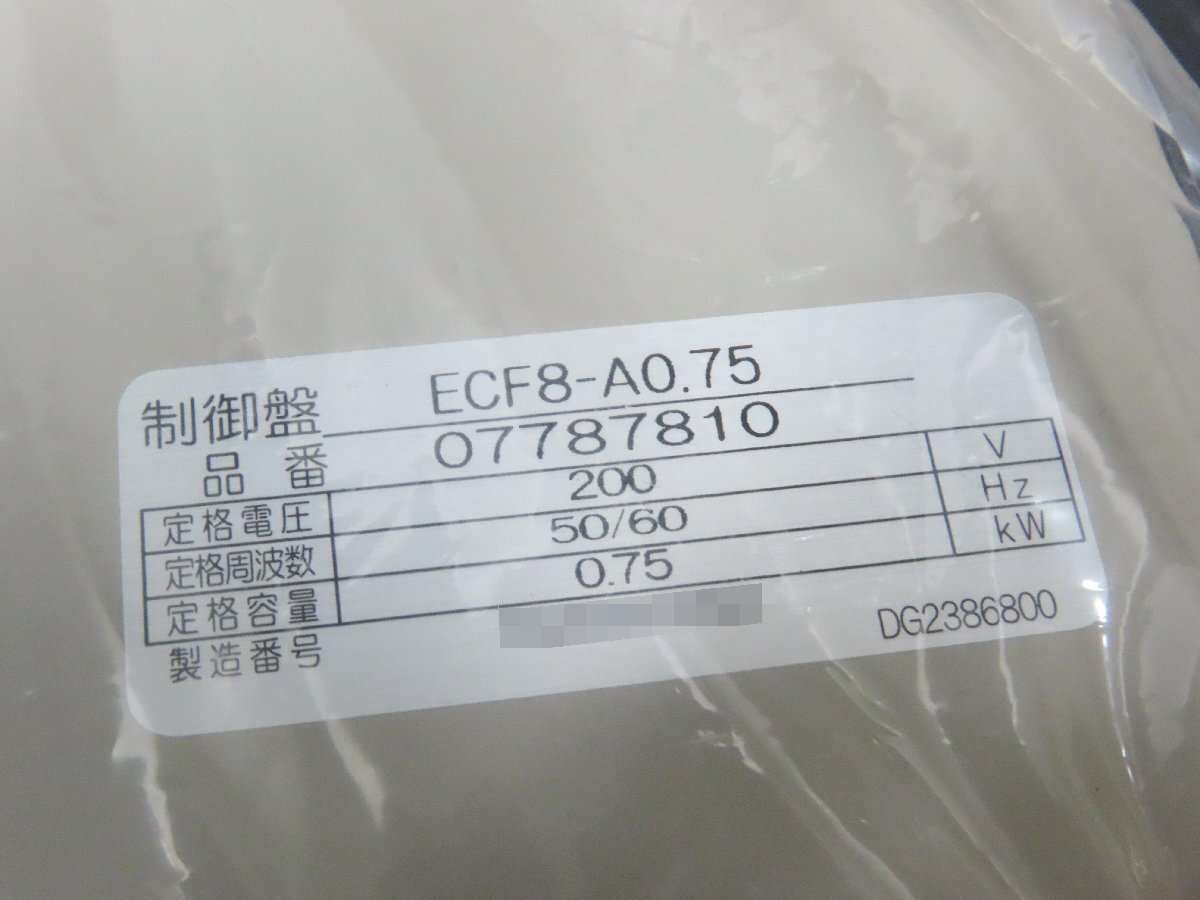 制御盤 ECF8-A0.75
品番 07787810
定格電圧 200 V
定格周波数 50/60 Hz
定格容量 0.75 kW
製造番号
DG2386800